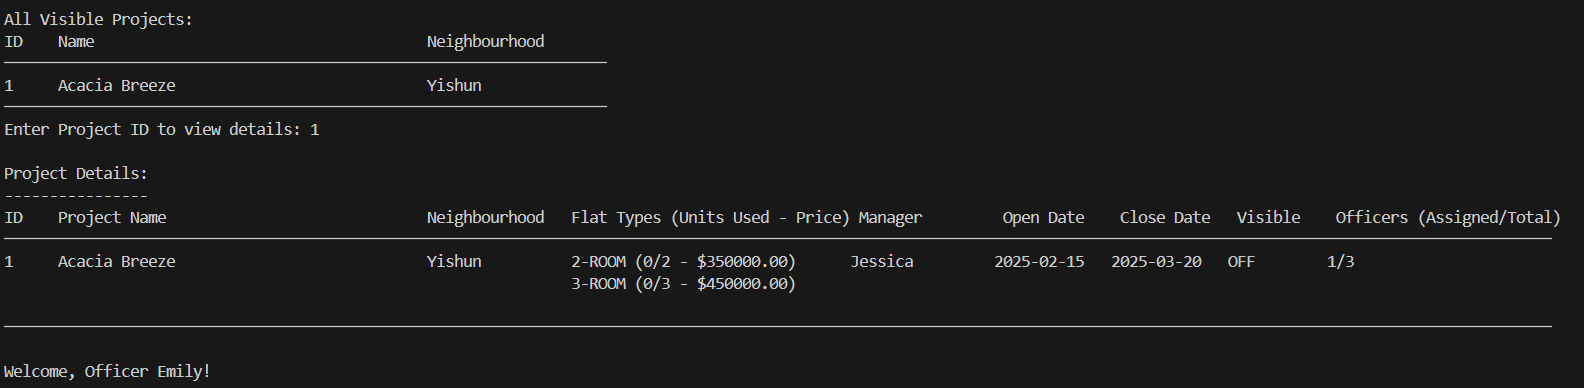 All Visible Projects:
ID Name Neighbourhood
1 Acacia Breeze Yishun
Enter Project ID to view details: 1
Project Details:
----------------
ID Project Name Neighbourhood Flat Types (Units Used - Price) Manager Open Date Close Date Visible Officers (Assigned/Total)
1 Acacia Breeze Yishun 2-ROOM (0/2 - $350000.00) Jessica 2025-02-15 2025-03-20 OFF 1/3
3-ROOM (0/3 - $450000.00)
Welcome, Officer Emily!